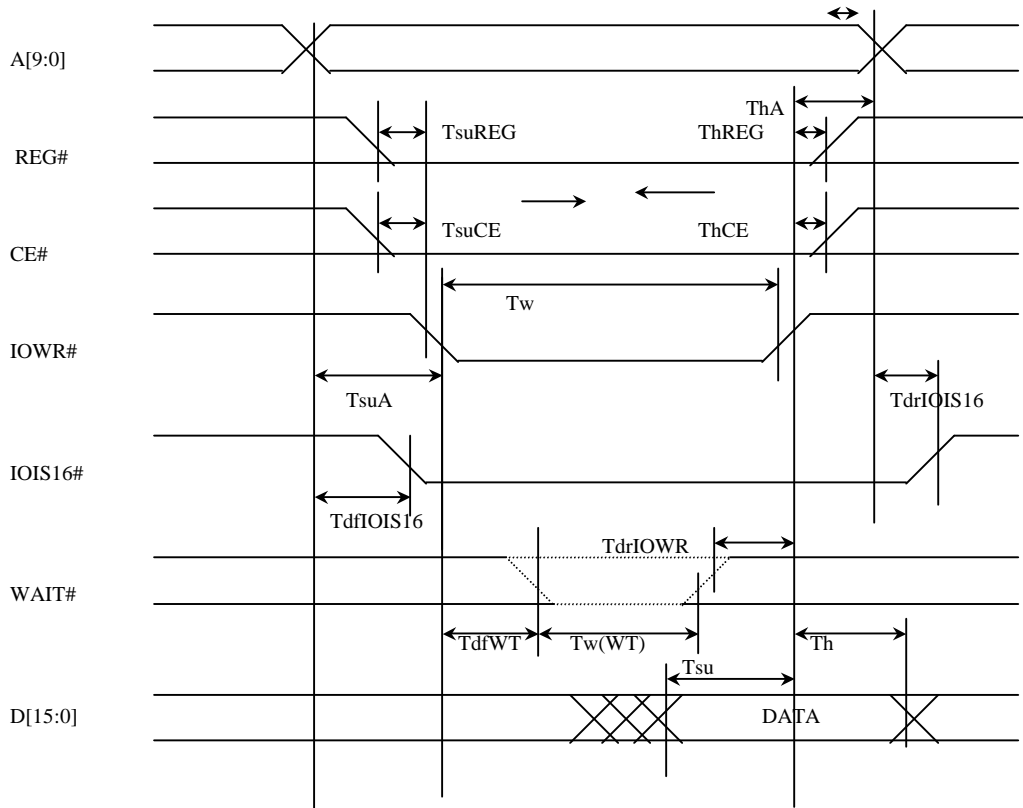 A[9:0]
ThA
TsuREG
ThREG
REG#
TsuCE
ThCE
CE#
Tw
IOWR#
TsuA
TdrIOIS16
IOIS16#
TdfIOIS16
TdrIOWR
WAIT#
TdfWT
Tw(WT)
Th
Tsu
D[15:0]
DATA